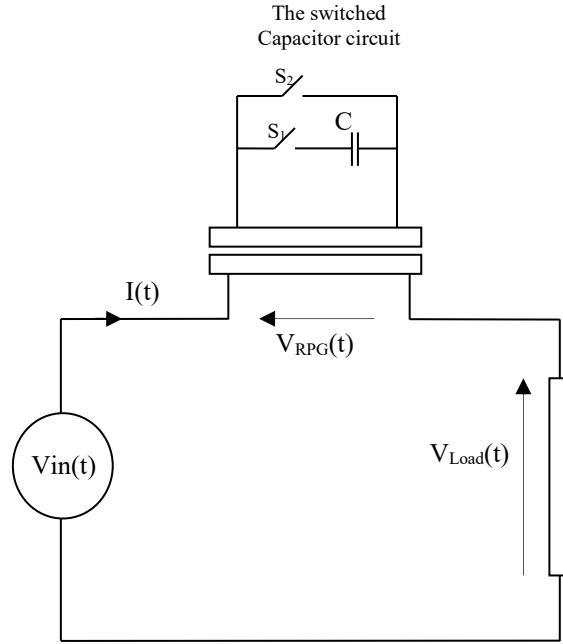 The switched
Capacitor circuit
S2
S1
C
I(t)
VRPG(t)
Vin(t)
VLoad(t)